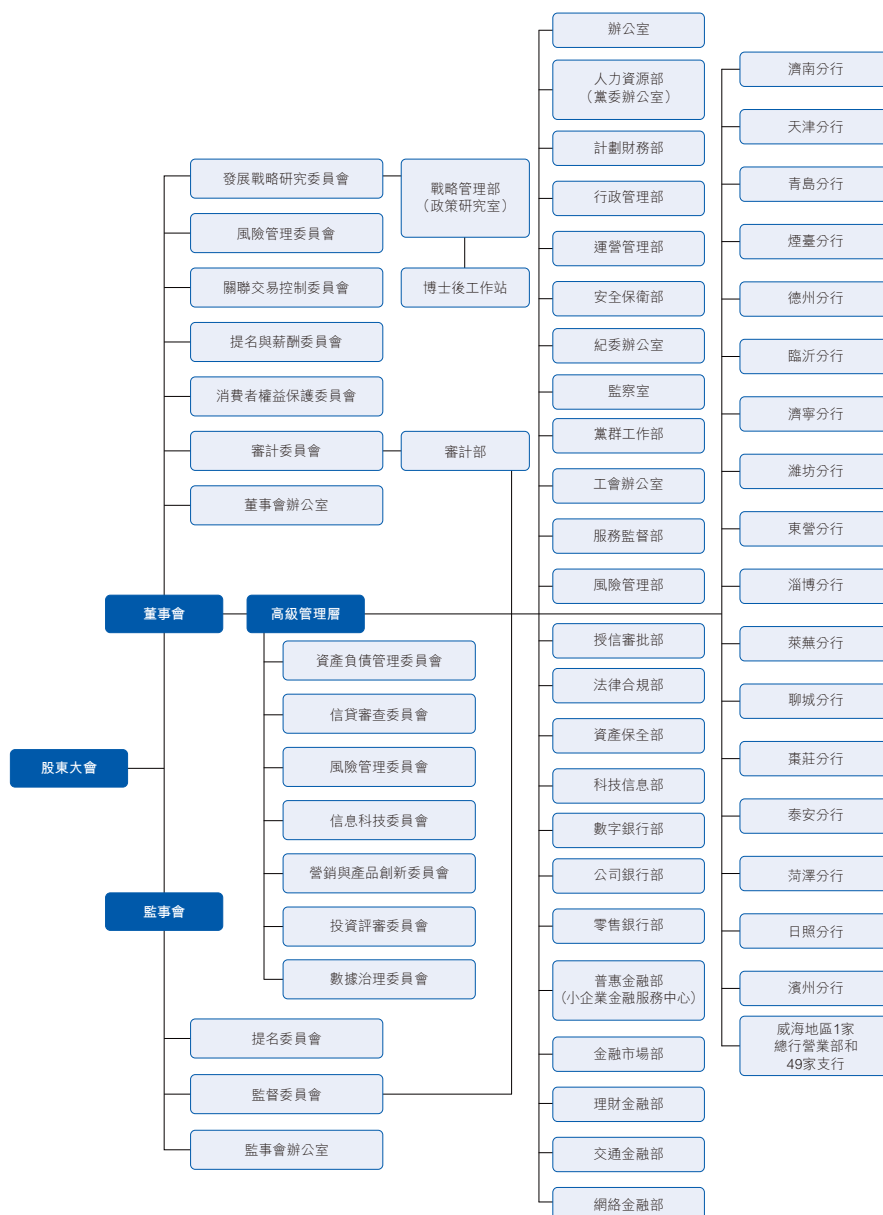 股東大會
董事會
監事會
發展戰略研究委員會
風險管理委員會
關聯交易控制委員會
提名與薪酬委員會
消費者權益保護委員會
審計委員會
董事會辦公室
戰略管理部
（政策研究室）
博士後工作站
審計部
高級管理層
資產負債管理委員會
信貸審查委員會
風險管理委員會
信息科技委員會
營銷與產品創新委員會
投資評審委員會
數據治理委員會
提名委員會
監督委員會
監事會辦公室
辦公室
人力資源部
（黨委辦公室）
計劃財務部
行政管理部
運營管理部
安全保衛部
紀委辦公室
監察室
黨群工作部
工會辦公室
服務監督部
風險管理部
授信審批部
法律合規部
資產保全部
科技信息部
數字銀行部
公司銀行部
零售銀行部
普惠金融部
（小企業金融服務中心）
金融市場部
理財金融部
交通金融部
網絡金融部
濟南分行
天津分行
青島分行
煙臺分行
德州分行
臨沂分行
濟寧分行
濰坊分行
東營分行
淄博分行
萊蕪分行
聊城分行
棗莊分行
泰安分行
菏澤分行
日照分行
濱州分行
威海地區1家
總行營業部和
49家支行